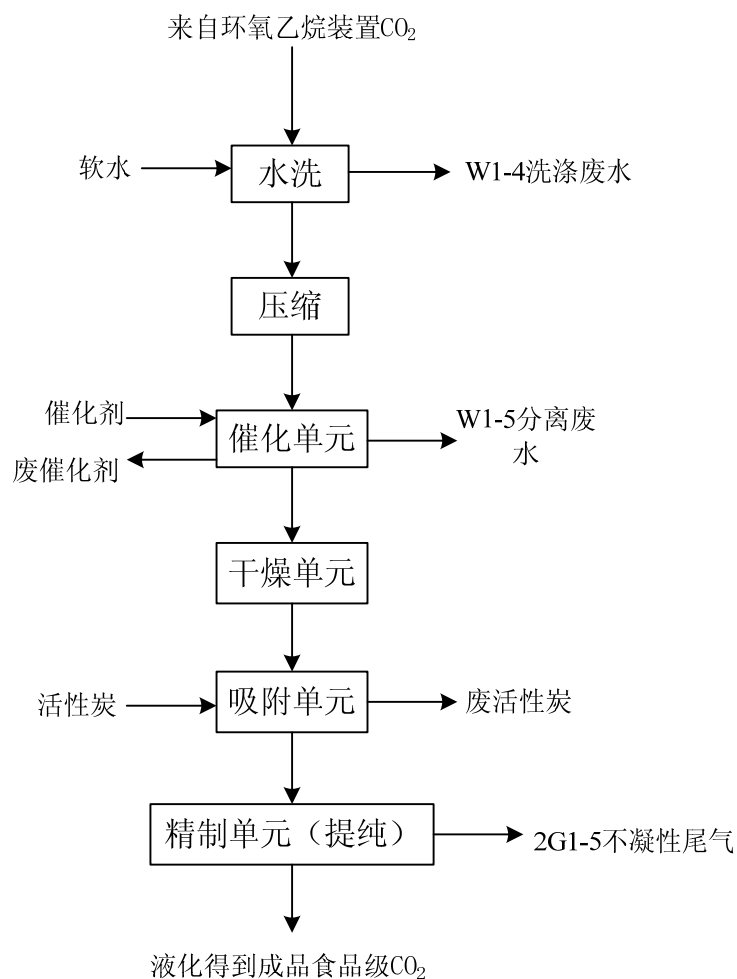 来自环氧乙烷装置CO₂
软水
水洗
W1-4洗涤废水
压缩
催化剂
催化单元
W1-5分离废
水
废催化剂
干燥单元
活性炭
吸附单元
废活性炭
精制单元（提纯）
2G1-5不凝性尾气
液化得到成品食品级CO₂